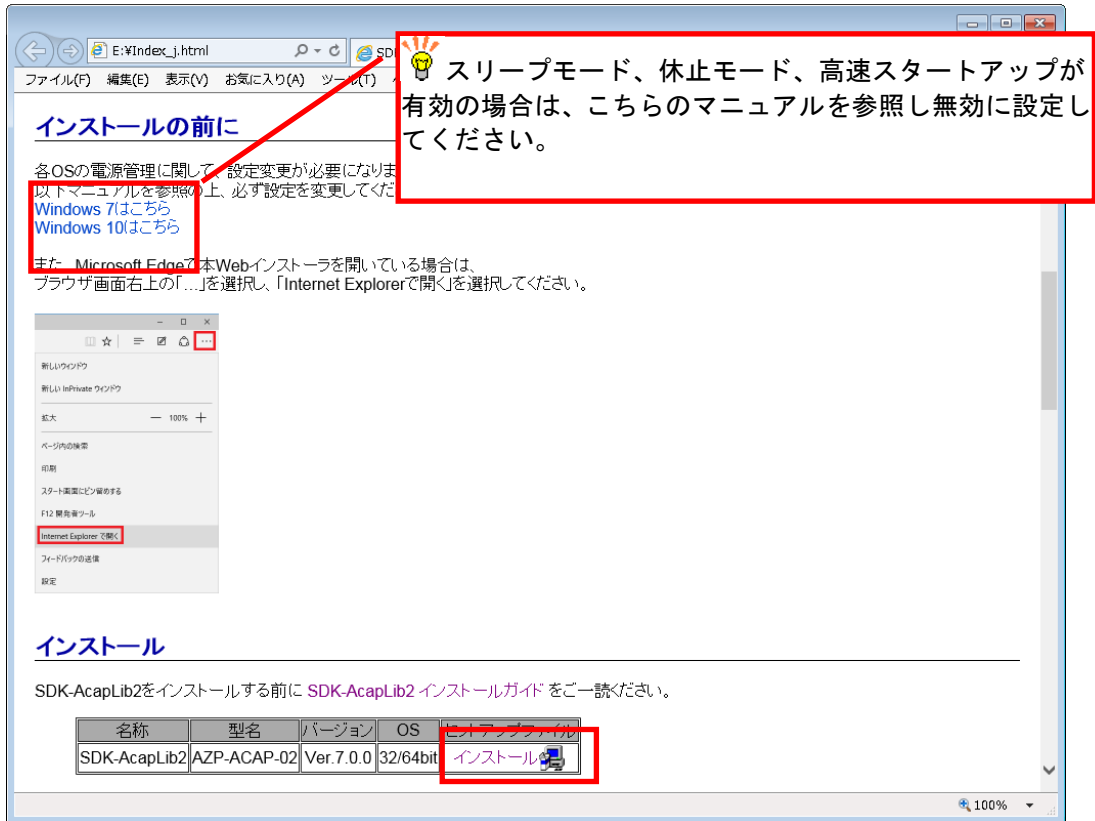 E:¥Index_j.html
SD
ファイル(F) 編集(E) 表示(V) お気に入り(A) ツール(T)
スリープモード、休止モード、高速スタートアップが
有効の場合は、こちらのマニュアルを参照し無効に設定し
てください。
インストールの前に
各OSの電源管理に関して、設定変更が必要になりま
以下マニュアルを参照の上、必ず設定を変更してくだ
Windows 7はこちら
Windows 10はこちら
また、Microsoft Edgeで本Webインストーラを開いている場合は、
ブラウザ画面右上の「...」を選択し、「Internet Explorerで開く」を選択してください。
新しいウィンドウ
新しい InPrivate ウィンドウ
拡大 100%
ページ内の検索
印刷
スタート画面にピン留めする
F12 開発者ツール
Internet Explorer で開く
フィードバックの送信
設定
インストール
SDK-AcapLib2をインストールする前に SDK-AcapLib2 インストールガイド をご一読ください。
名称 型名 バージョン OS セットアップファイル
SDK-AcapLib2 AZP-ACAP-02 Ver.7.0.0 32/64bit インストール
100%